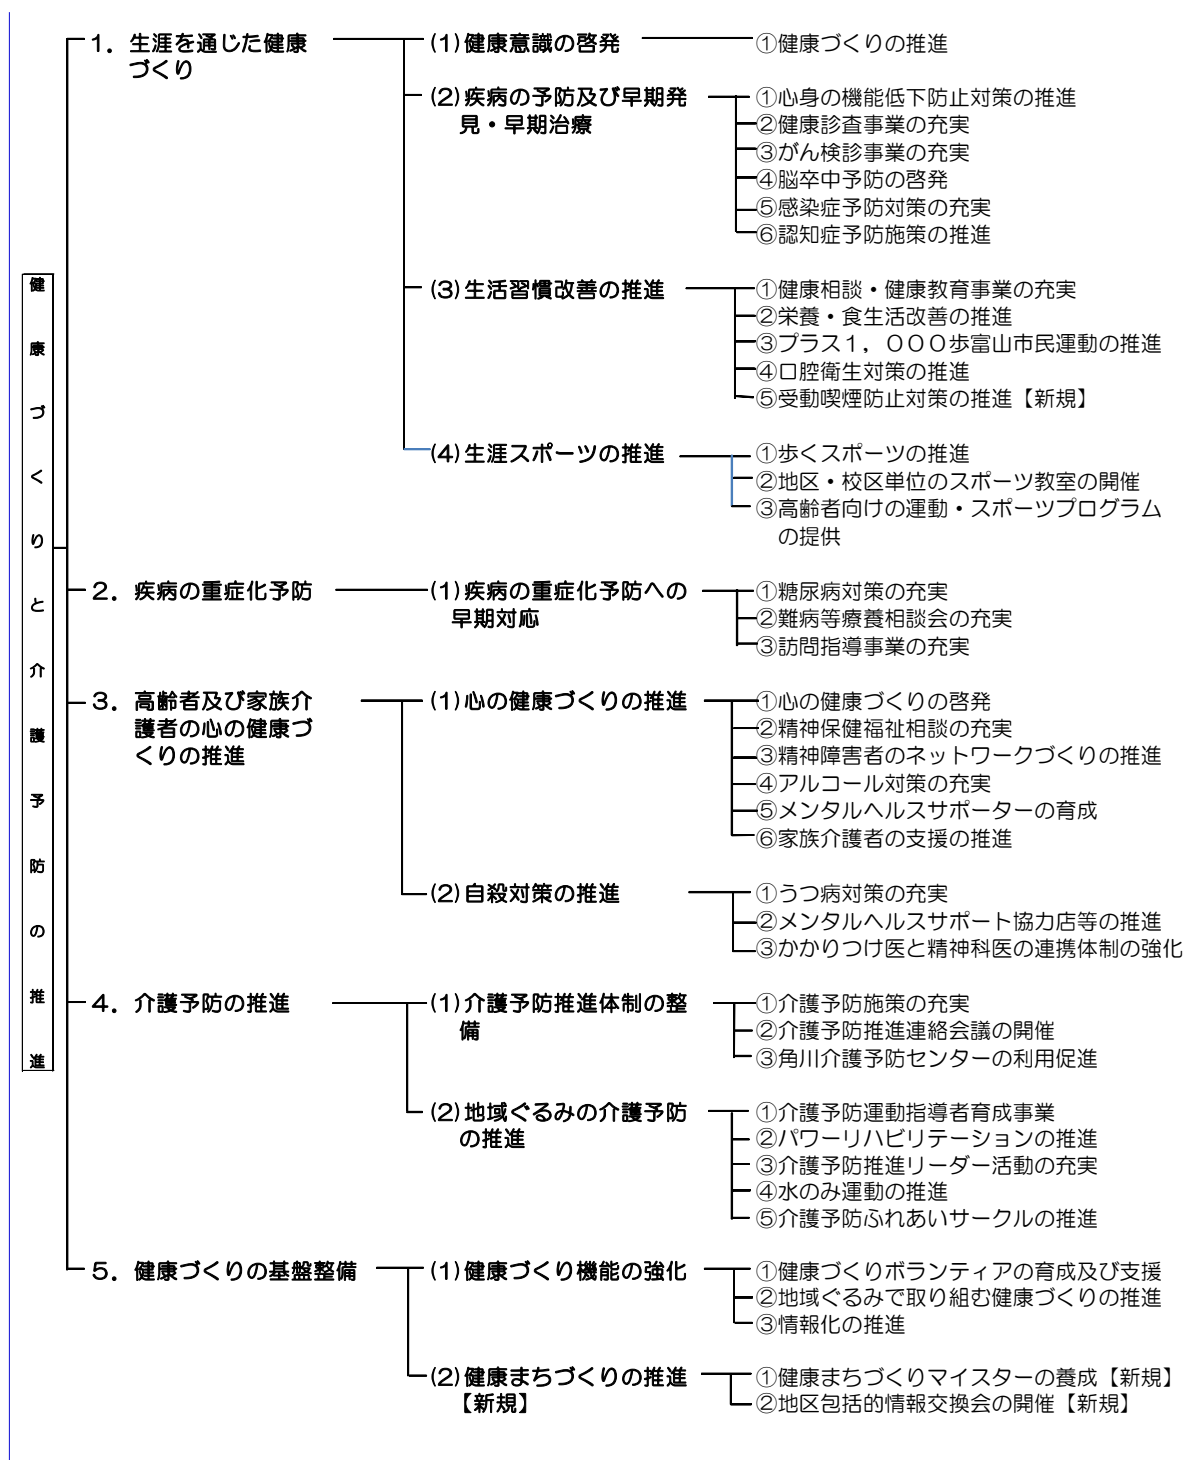 健康づくりと介護予防の推進
1．生涯を通じた健康
づくり
(1)健康意識の啓発
①健康づくりの推進
(2)疾病の予防及び早期発
見・早期治療
①心身の機能低下防止対策の推進
②健康診査事業の充実
③がん検診事業の充実
④脳卒中予防の啓発
⑤感染症予防対策の充実
⑥認知症予防施策の推進
(3)生活習慣改善の推進
①健康相談・健康教育事業の充実
②栄養・食生活改善の推進
③プラス１，０００歩富山市民運動の推進
④口腔衛生対策の推進
⑤受動喫煙防止対策の推進【新規】
(4)生涯スポーツの推進
①歩くスポーツの推進
②地区・校区単位のスポーツ教室の開催
③高齢者向けの運動・スポーツプログラム
の提供
2．疾病の重症化予防
(1)疾病の重症化予防への
早期対応
①糖尿病対策の充実
②難病等療養相談会の充実
③訪問指導事業の充実
3．高齢者及び家族介
護者の心の健康づ
くりの推進
(1)心の健康づくりの推進
①心の健康づくりの啓発
②精神保健福祉相談の充実
③精神障害者のネットワークづくりの推進
④アルコール対策の充実
⑤メンタルヘルスサポーターの育成
⑥家族介護者の支援の推進
(2)自殺対策の推進
①うつ病対策の充実
②メンタルヘルスサポート協力店等の推進
③かかりつけ医と精神科医の連携体制の強化
4．介護予防の推進
(1)介護予防推進体制の整
備
①介護予防施策の充実
②介護予防推進連絡会議の開催
③角川介護予防センターの利用促進
(2)地域ぐるみの介護予防
の推進
①介護予防運動指導者育成事業
②パワーリハビリテーションの推進
③介護予防推進リーダー活動の充実
④水のみ運動の推進
⑤介護予防ふれあいサークルの推進
5．健康づくりの基盤整備
(1)健康づくり機能の強化
①健康づくりボランティアの育成及び支援
②地域ぐるみで取り組む健康づくりの推進
③情報化の推進
(2)健康まちづくりの推進
【新規】
①健康まちづくりマイスターの養成【新規】
②地区包括的情報交換会の開催【新規】